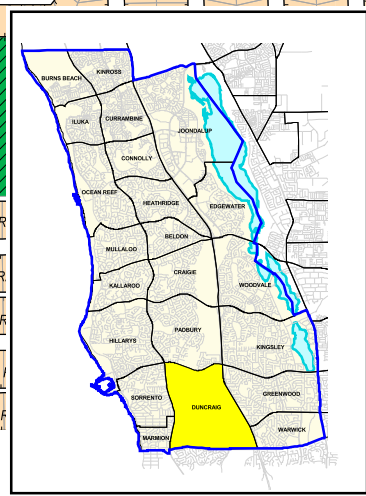 BURNS BEACH
KINROSS
ILUKA
CURRAMBINE
JOONDALUP
CONNOLLY
OCEAN REEF
HEATHRIDGE
EDGEWATER
BELDON
MULLALOO
CRAIGIE
KALLAROO
WOODVALE
PADBURY
HILLARYS
KINGSLEY
SORRENTO
DUNCRAIG
GREENWOOD
MARMION
WARWICK